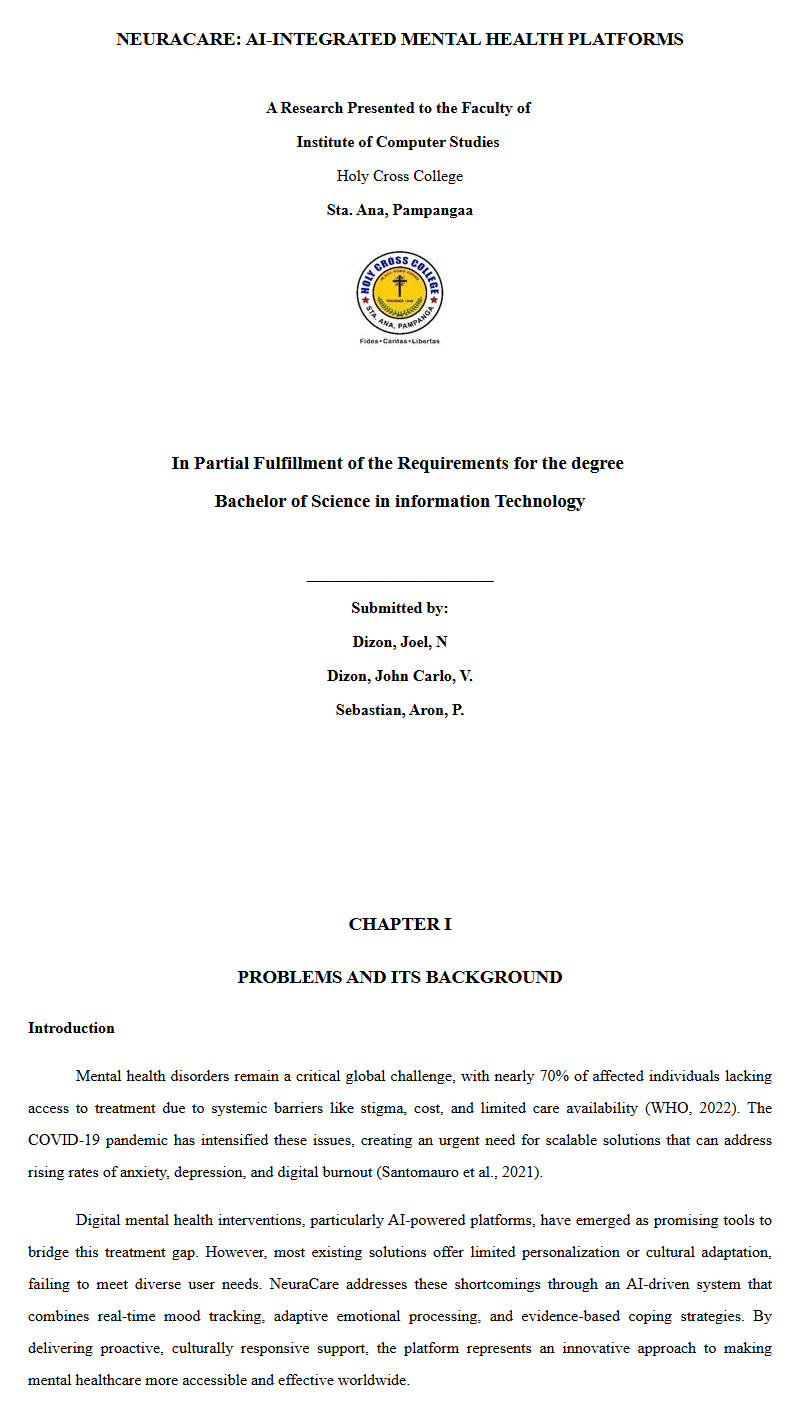 NEURACARE: AI-INTEGRATED MENTAL HEALTH PLATFORMS
A Research Presented to the Faculty of
Institute of Computer Studies
Holy Cross College
Sta. Ana, Pampangaa
HOLY CROSS COLLEGE
FOUNDED 1945
STA. ANA, PAMPANGA
Fides•Caritas•Libertas
In Partial Fulfillment of the Requirements for the degree
Bachelor of Science in information Technology
Submitted by:
Dizon, Joel, N
Dizon, John Carlo, V.
Sebastian, Aron, P.
CHAPTER I
PROBLEMS AND ITS BACKGROUND
Introduction
Mental health disorders remain a critical global challenge, with nearly 70% of affected individuals lacking
access to treatment due to systemic barriers like stigma, cost, and limited care availability (WHO, 2022). The
COVID-19 pandemic has intensified these issues, creating an urgent need for scalable solutions that can address
rising rates of anxiety, depression, and digital burnout (Santomauro et al., 2021).
Digital mental health interventions, particularly AI-powered platforms, have emerged as promising tools to
bridge this treatment gap. However, most existing solutions offer limited personalization or cultural adaptation,
failing to meet diverse user needs. NeuraCare addresses these shortcomings through an AI-driven system that
combines real-time mood tracking, adaptive emotional processing, and evidence-based coping strategies. By
delivering proactive, culturally responsive support, the platform represents an innovative approach to making
mental healthcare more accessible and effective worldwide.